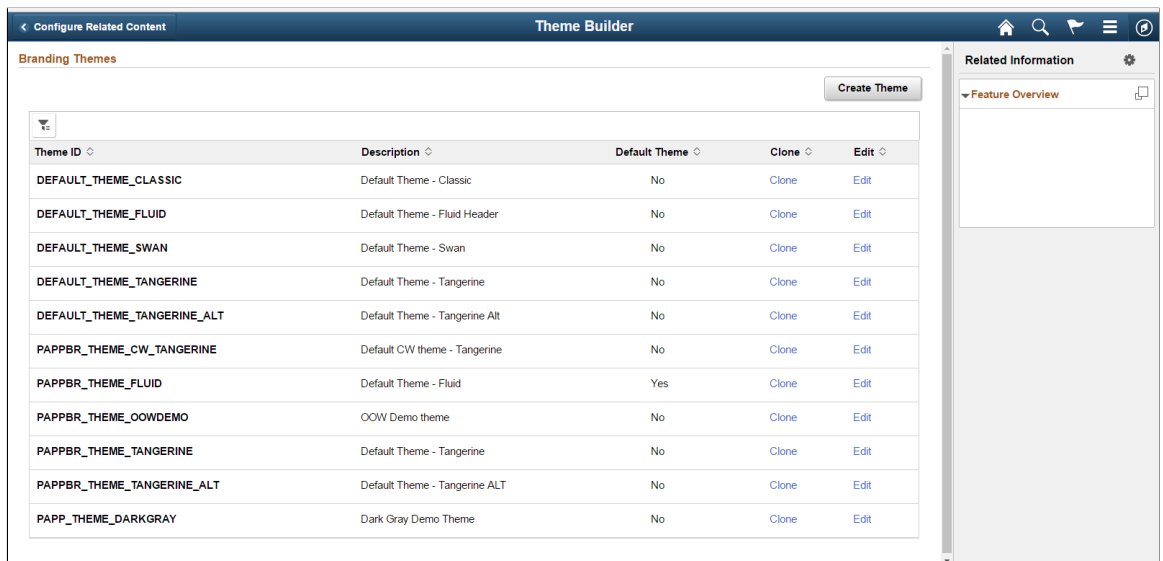 Configure Related Content Theme Builder
Branding Themes
Related Information
Create Theme
Feature Overview
Theme ID Description Default Theme Clone Edit
DEFAULT_THEME_CLASSIC Default Theme - Classic No Clone Edit
DEFAULT_THEME_FLUID Default Theme - Fluid Header No Clone Edit
DEFAULT_THEME_SWAN Default Theme - Swan No Clone Edit
DEFAULT_THEME_TANGERINE Default Theme - Tangerine No Clone Edit
DEFAULT_THEME_TANGERINE_ALT Default Theme - Tangerine Alt No Clone Edit
PAPPBR_THEME_CW_TANGERINE Default CW theme - Tangerine No Clone Edit
PAPPBR_THEME_FLUID Default Theme - Fluid Yes Clone Edit
PAPPBR_THEME_OOWDEMO OOW Demo theme No Clone Edit
PAPPBR_THEME_TANGERINE Default Theme - Tangerine No Clone Edit
PAPPBR_THEME_TANGERINE_ALT Default Theme - Tangerine ALT No Clone Edit
PAPP_THEME_DARKGRAY Dark Gray Demo Theme No Clone Edit